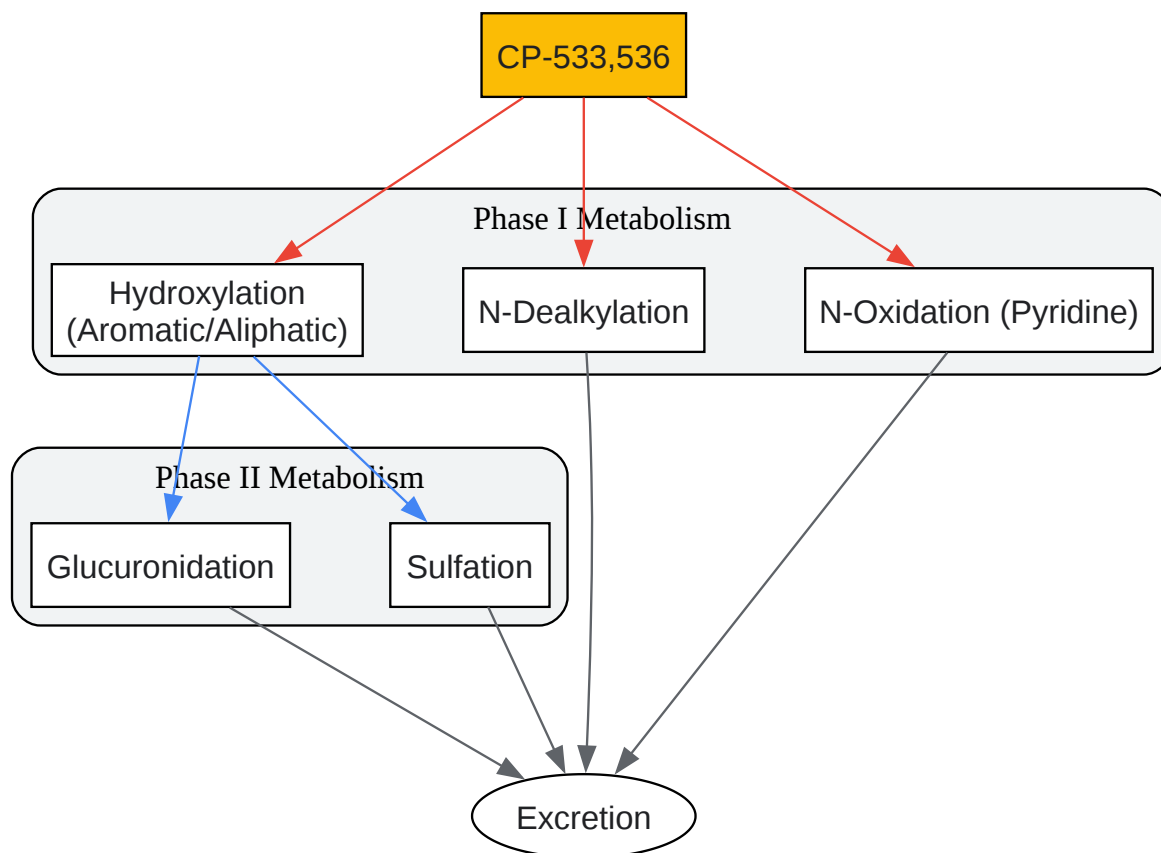 CP-533,536
Phase I Metabolism
Hydroxylation
(Aromatic/Aliphatic)
N-Dealkylation
N-Oxidation (Pyridine)
Phase II Metabolism
Glucuronidation
Sulfation
Excretion